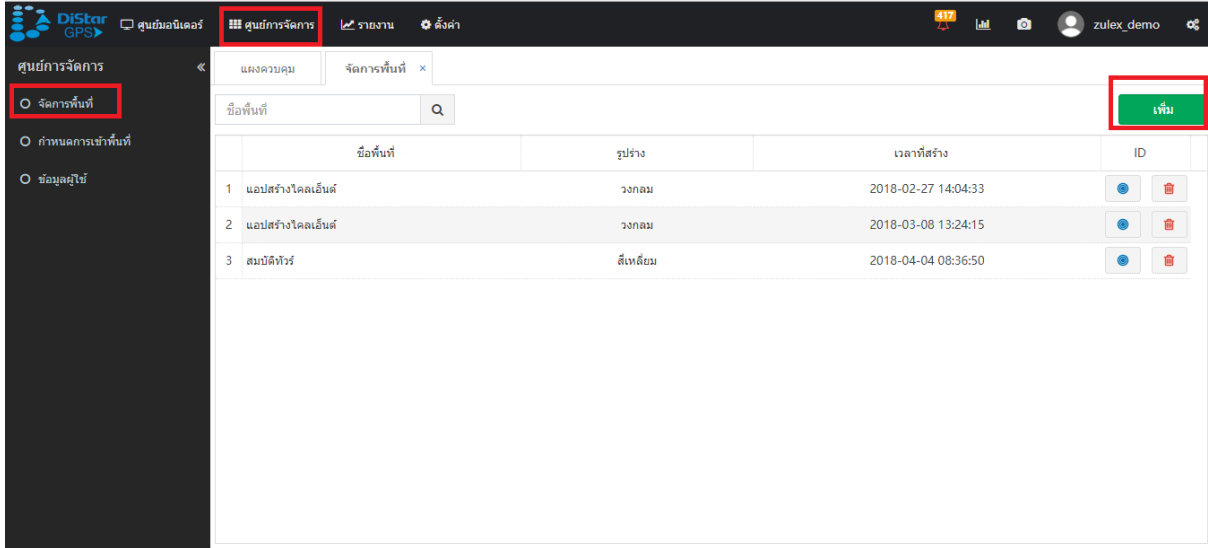 DiStar
GPS
ศูนย์มอนิเตอร์ ศูนย์การจัดการ รายงาน ตั้งค่า 417 zulex_demo
ศูนย์การจัดการ
จัดการพื้นที่
กำหนดการเข้าพื้นที่
ข้อมูลผู้ใช้
แผงควบคุม จัดการพื้นที่ ×
ชื่อพื้นที่ เพิ่ม
ชื่อพื้นที่ รูปร่าง เวลาที่สร้าง ID
1 แอปสร้างไคลเอ็นต์ วงกลม 2018-02-27 14:04:33
2 แอปสร้างไคลเอ็นต์ วงกลม 2018-03-08 13:24:15
3 สมบัติทัวร์ สี่เหลี่ยม 2018-04-04 08:36:50